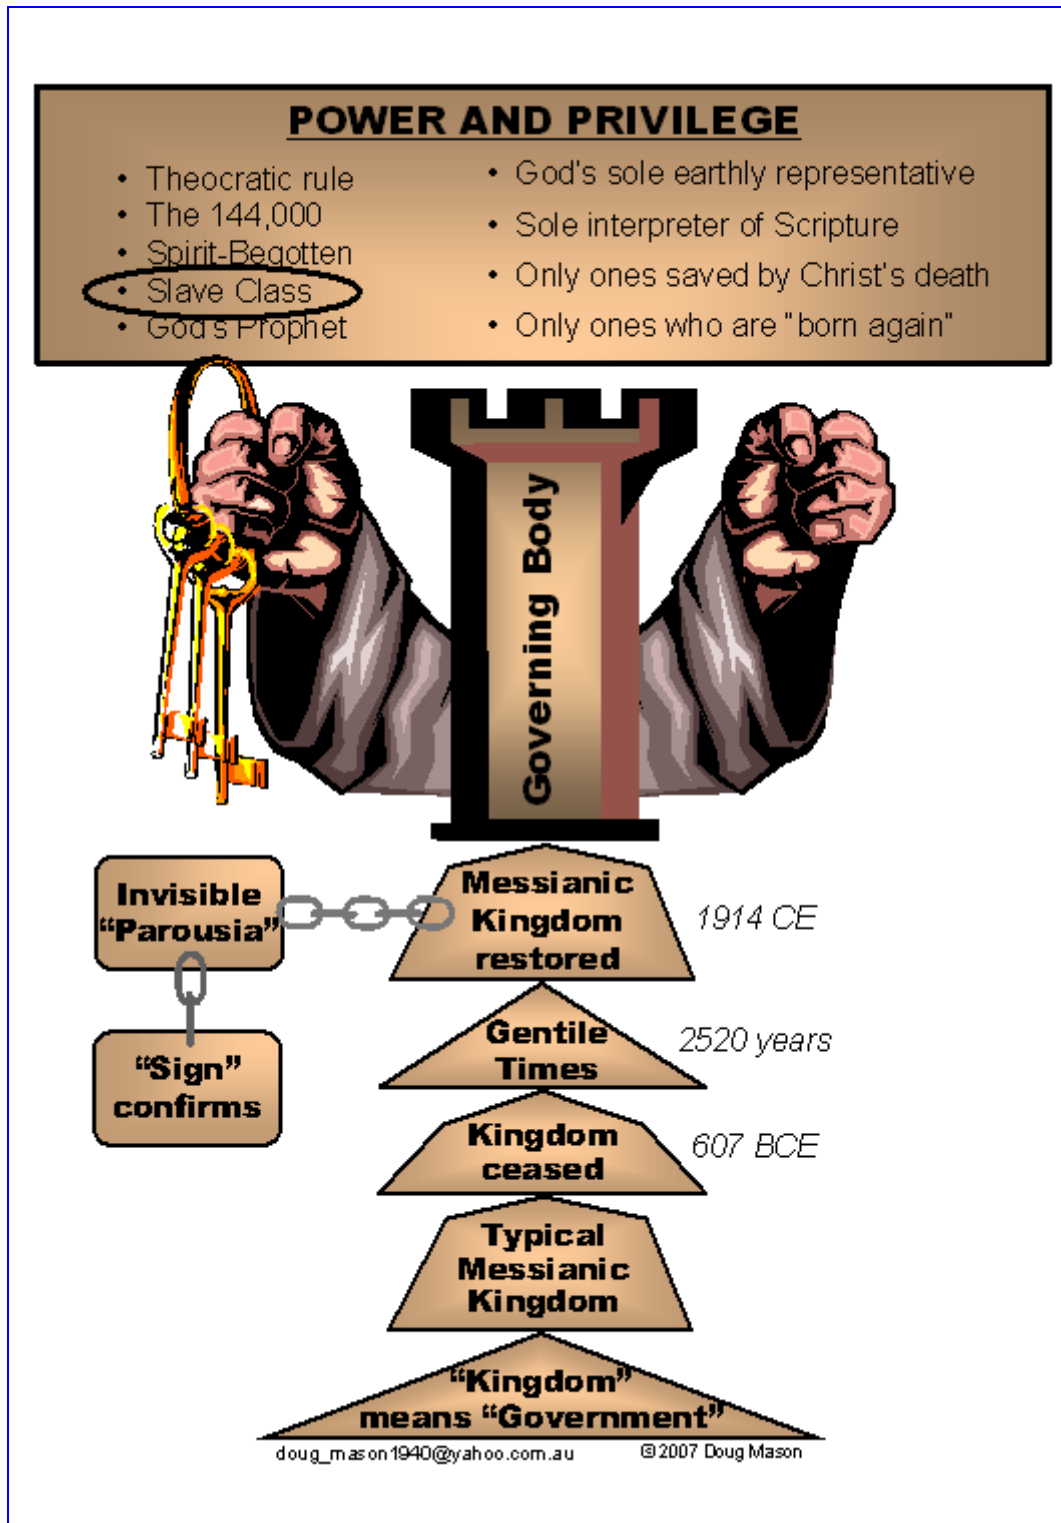 POWER AND PRIVILEGE
• Theocratic rule
• The 144,000
• Spirit-Begotten
• Slave Class
• God's Prophet
• God's sole earthly representative
• Sole interpreter of Scripture
• Only ones saved by Christ's death
• Only ones who are "born again"
Governing Body
Invisible
“Parousia”
Messianic
Kingdom
restored
1914 CE
“Sign”
confirms
Gentile
Times
2520 years
Kingdom
ceased
607 BCE
Typical
Messianic
Kingdom
“Kingdom”
means “Government”
doug_mason1940@yahoo.com.au
©2007 Doug Mason